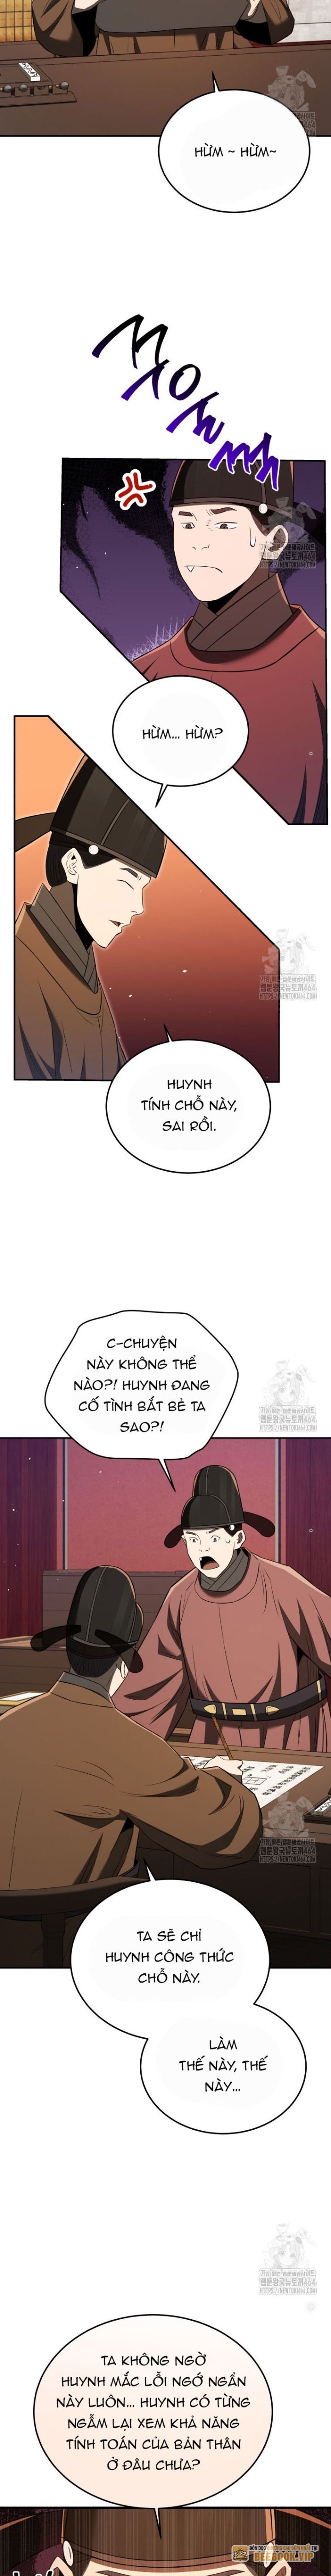 HỪM ~ HỪM~
HỪM... HỪM?
HUYNH
TÍNH CHỖ NÀY,
SAI RỒI.
C-CHUYỆN
NÀY KHÔNG THỂ
NÀO?! HUYNH ĐANG
CỐ TÌNH BẮT BẺ TA
SAO?!
TA SẼ CHỈ
HUYNH CÔNG THỨC
CHỖ NÀY.
LÀM
THẾ NÀY, THẾ
NÀY...
TA KHÔNG NGỜ
HUYNH MẮC LỖI NGỚ NGẨN
NÀY LUÔN... HUYNH CÓ TỪNG
NGẪM LẠI XEM KHẢ NĂNG
TÍNH TOÁN CỦA BẢN THÂN
Ở ĐÂU CHƯA?
BEEBOOK.VIP